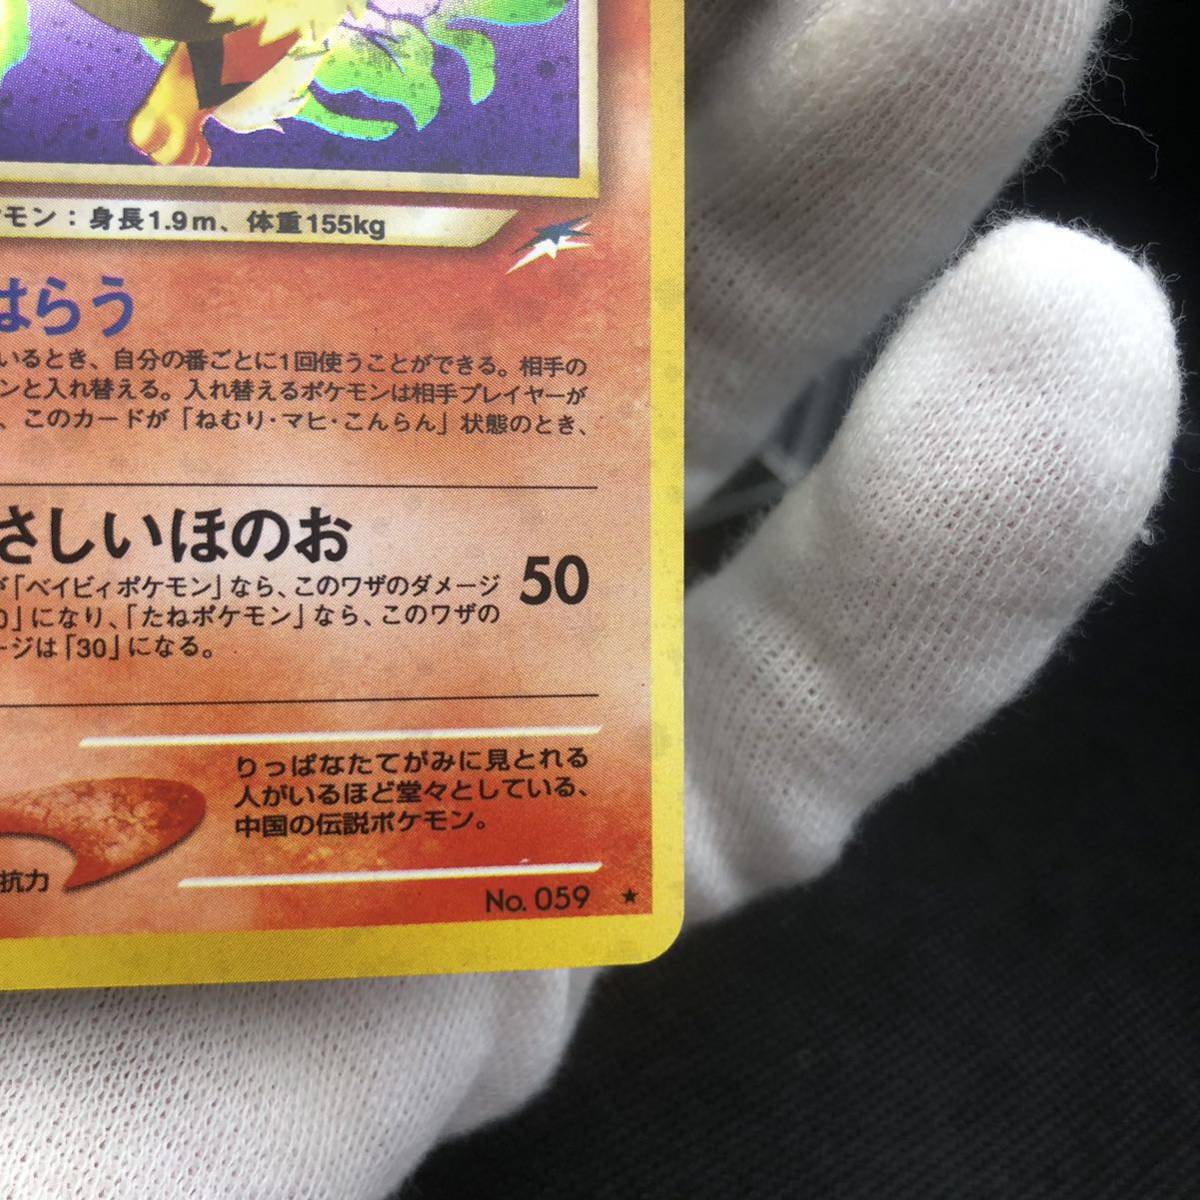 モン：身長1.9m、体重155kg
はらう
いるとき、自分の番ごとに1回使うことができる。相手の
ンと入れ替える。入れ替えるポケモンは相手プレイヤーが
、このカードが「ねむり・マヒ・こんらん」状態のとき、
さしいほのお
が「ベイビィポケモン」なら、このワザのダメージ
0」になり、「たねポケモン」なら、このワザの
ージは「30」になる。
50
りっぱなたてがみに見とれる
人がいるほど堂々としている、
中国の伝説ポケモン。
抗力
No. 059 ★